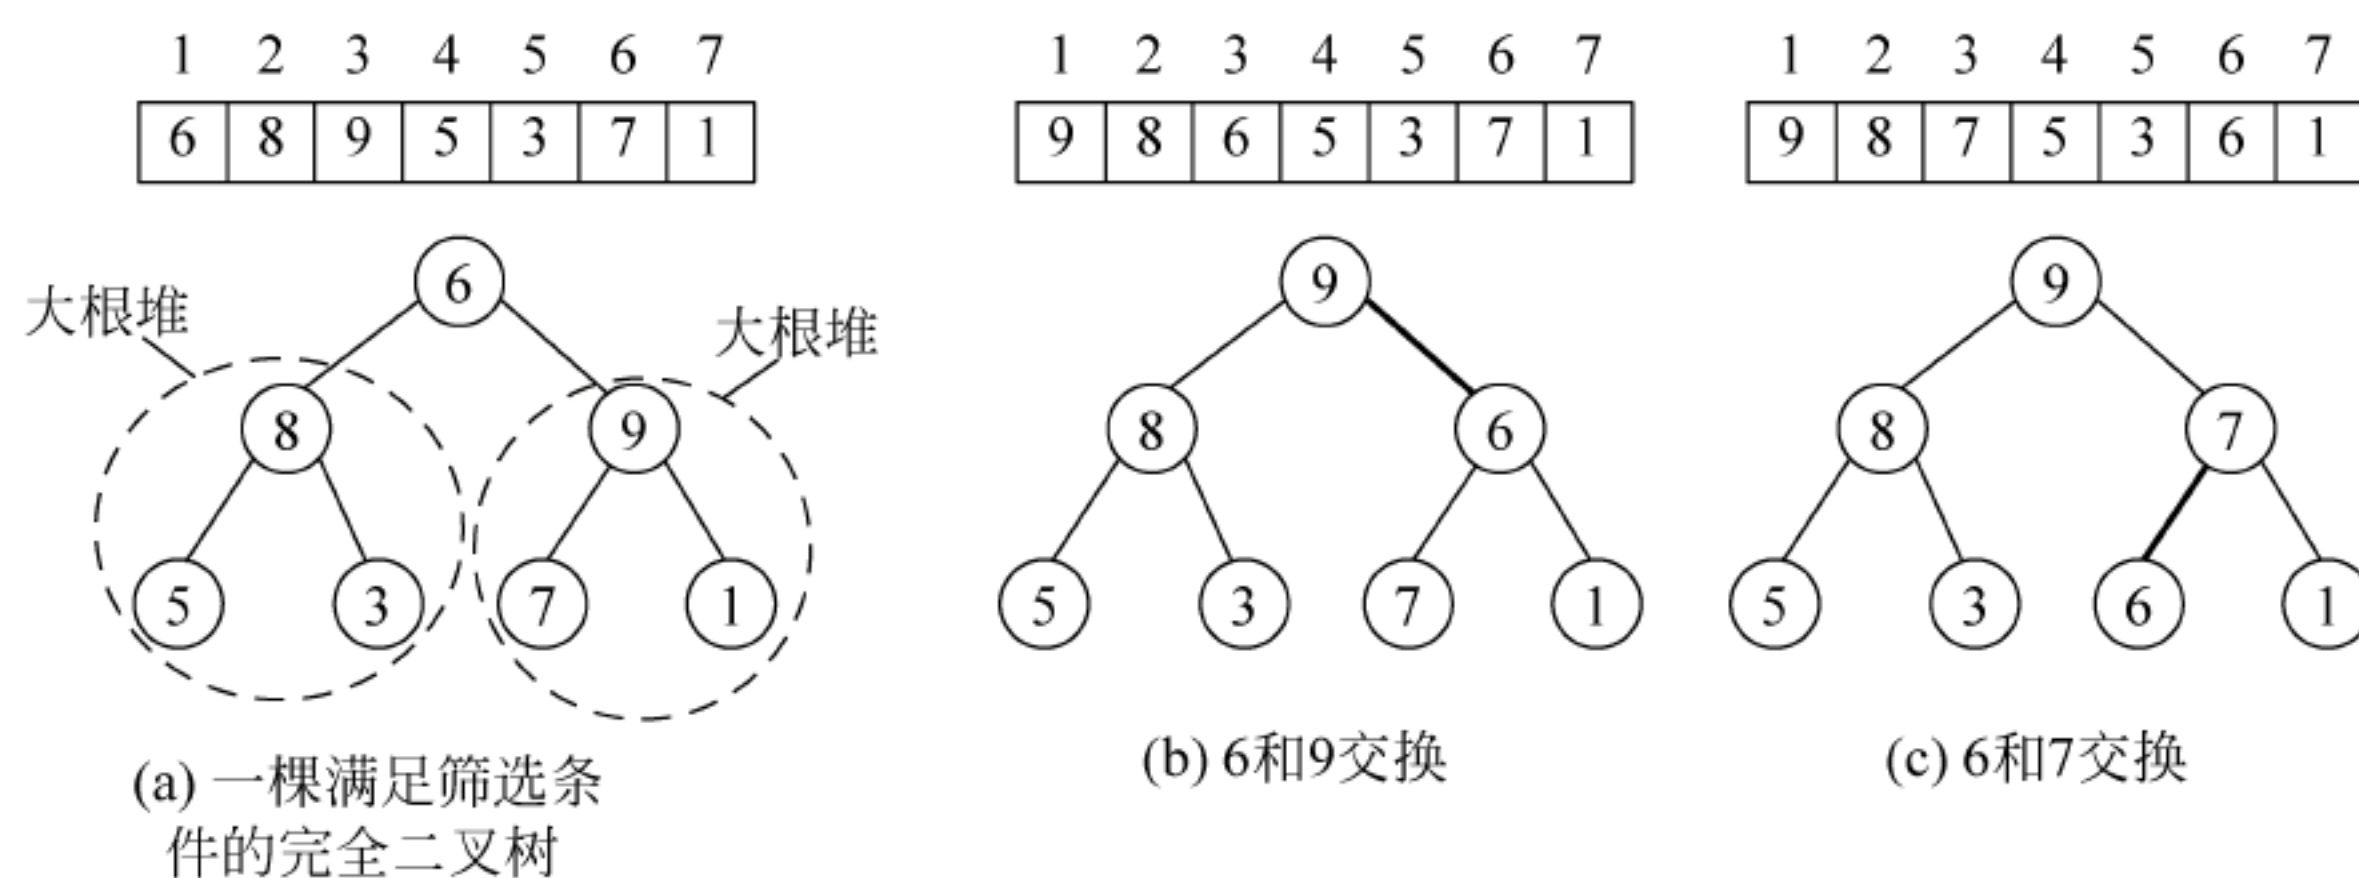 1 2 3 4 5 6 7
6 8 9 5 3 7 1
大根堆
大根堆
6
8 9
5 3 7 1
(a) 一棵满足筛选条
件的完全二叉树
1 2 3 4 5 6 7
9 8 6 5 3 7 1
9
8 6
5 3 7 1
(b) 6和9交换
1 2 3 4 5 6 7
9 8 7 5 3 6 1
9
8 7
5 3 6 1
(c) 6和7交换